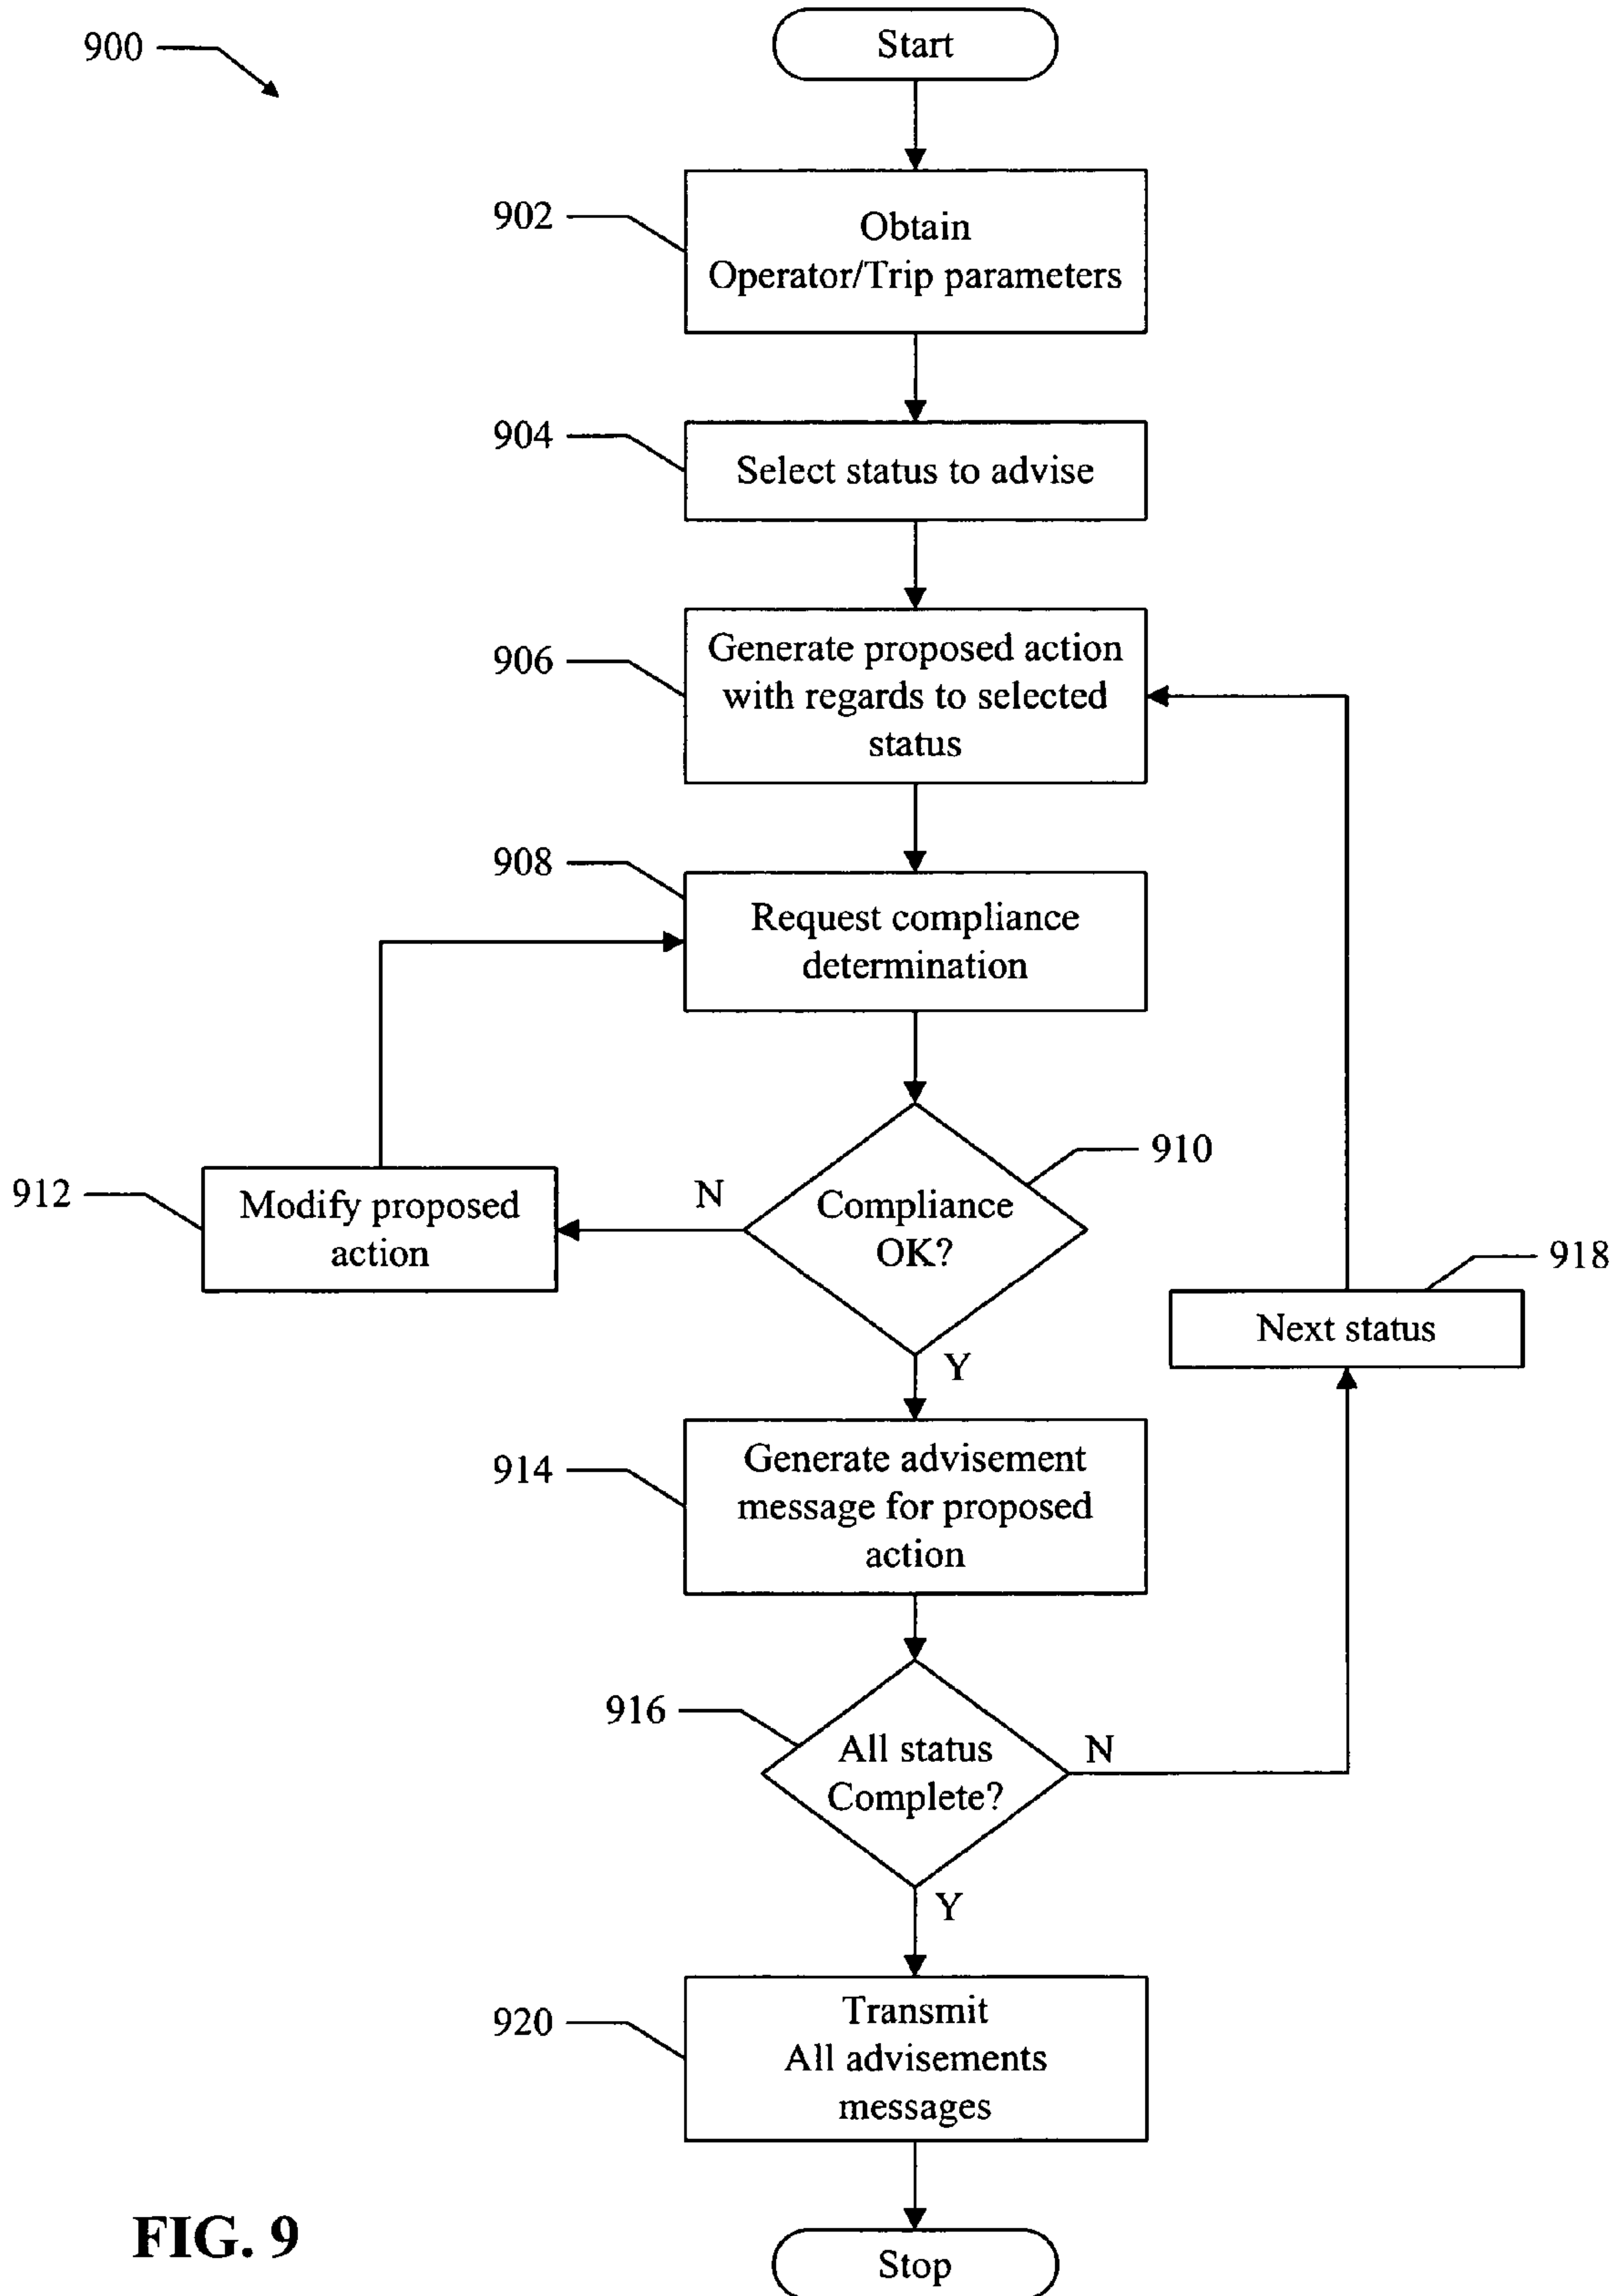 900
Start
902
Obtain
Operator/Trip parameters
904
Select status to advise
906
Generate proposed action
with regards to selected
status
908
Request compliance
determination
910
Compliance
OK?
N
912
Modify proposed
action
Y
918
Next status
914
Generate advisement
message for proposed
action
916
All status
Complete?
N
Y
920
Transmit
All advisements
messages
Stop
FIG. 9